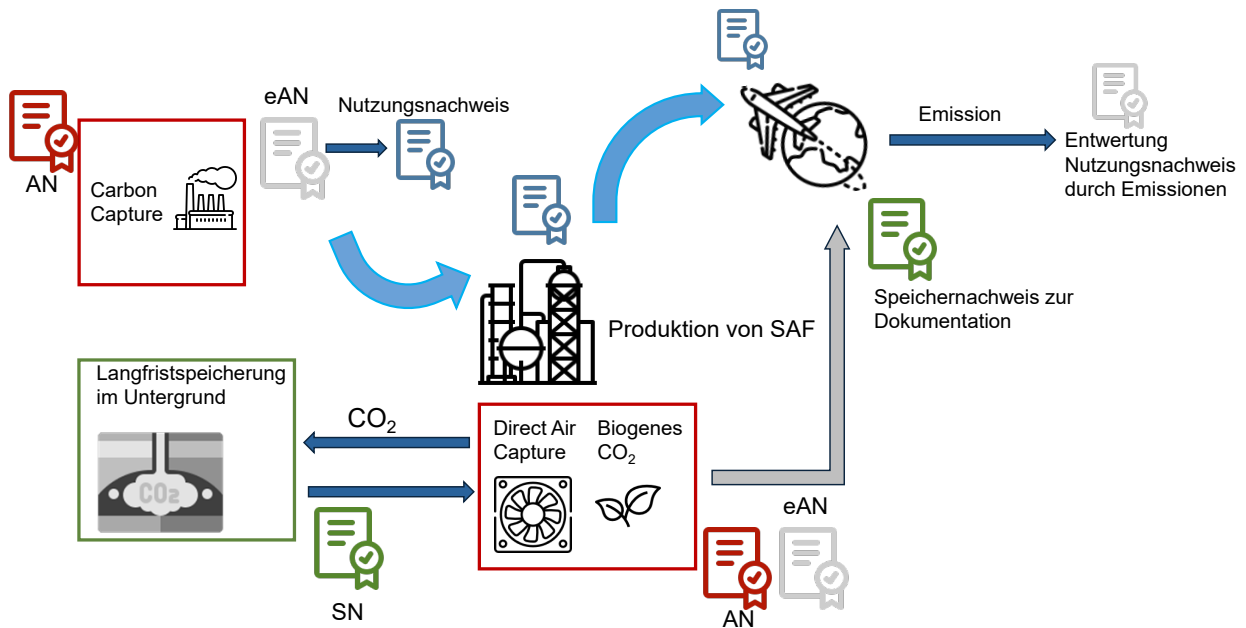 eAN
Nutzungsnachweis
AN
Carbon
Capture
Emission
Entwertung
Nutzungsnachweis
durch Emissionen
Speichernachweis zur
Dokumentation
Produktion von SAF
Langfristspeicherung
im Untergrund
CO₂
CO₂
SN
Direct Air
Capture
Biogenes
CO₂
eAN
AN